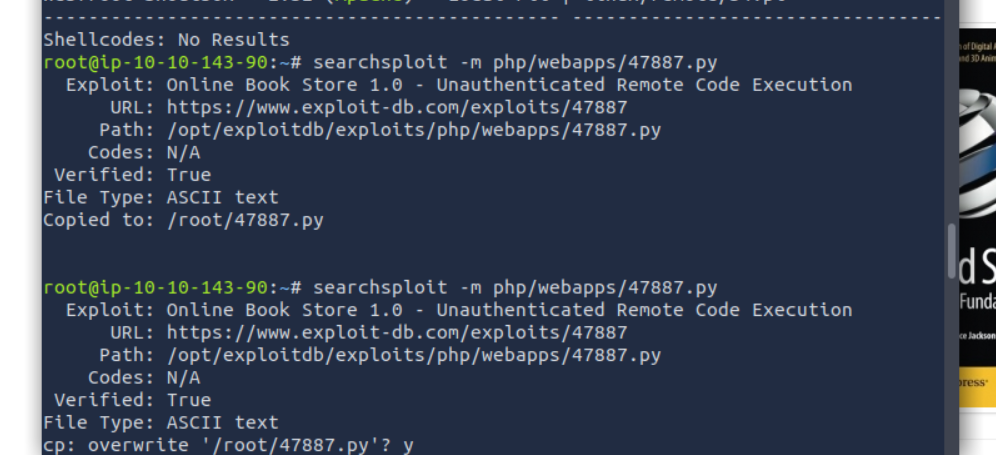 Shellcodes: No Results
root@ip-10-10-143-90:~# searchsploit -m php/webapps/47887.py
  Exploit: Online Book Store 1.0 - Unauthenticated Remote Code Execution
      URL: https://www.exploit-db.com/exploits/47887
     Path: /opt/exploitdb/exploits/php/webapps/47887.py
    Codes: N/A
 Verified: True
File Type: ASCII text
Copied to: /root/47887.py
root@ip-10-10-143-90:~# searchsploit -m php/webapps/47887.py
  Exploit: Online Book Store 1.0 - Unauthenticated Remote Code Execution
      URL: https://www.exploit-db.com/exploits/47887
     Path: /opt/exploitdb/exploits/php/webapps/47887.py
    Codes: N/A
 Verified: True
File Type: ASCII text
cp: overwrite '/root/47887.py'? y
of Digital A
nd 3D Anim
d S
Funda
ce Jackson
press®